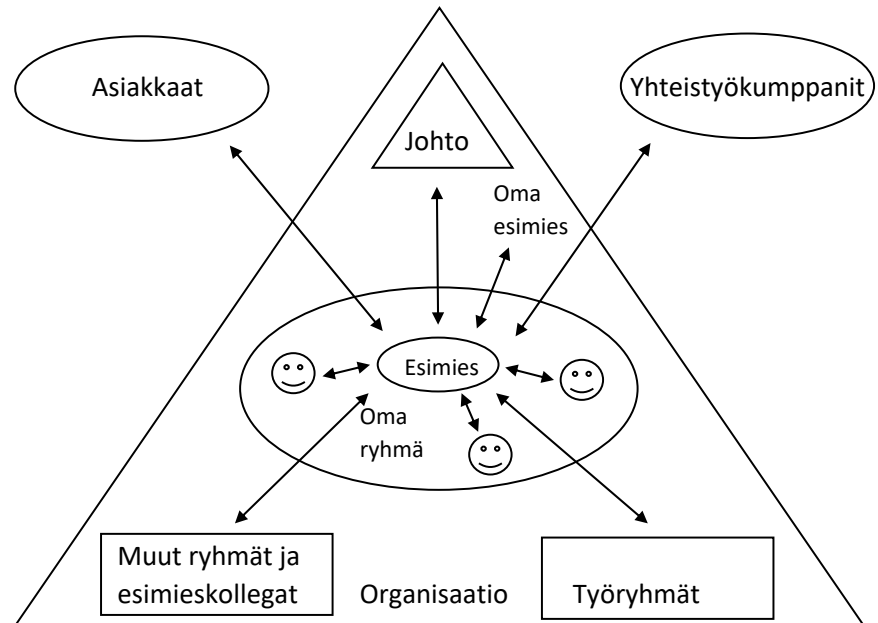 Asiakkaat
Yhteistyökumppanit
Johto
Oma
esimies
Esimies
Oma
ryhmä
Muut ryhmät ja
esimieskollegat
Organisaatio
Työryhmät